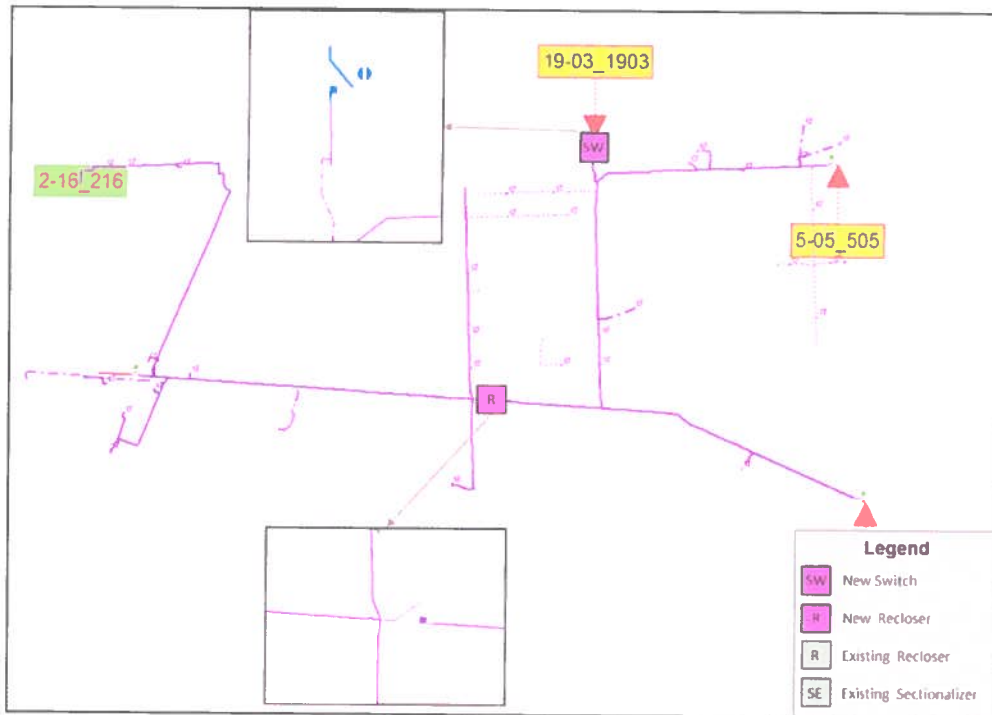 19-03_1903
SW
2-16_216
5-05_505
R
Legend
SW New Switch
R New Recloser
R Existing Recloser
SE Existing Sectionalizer